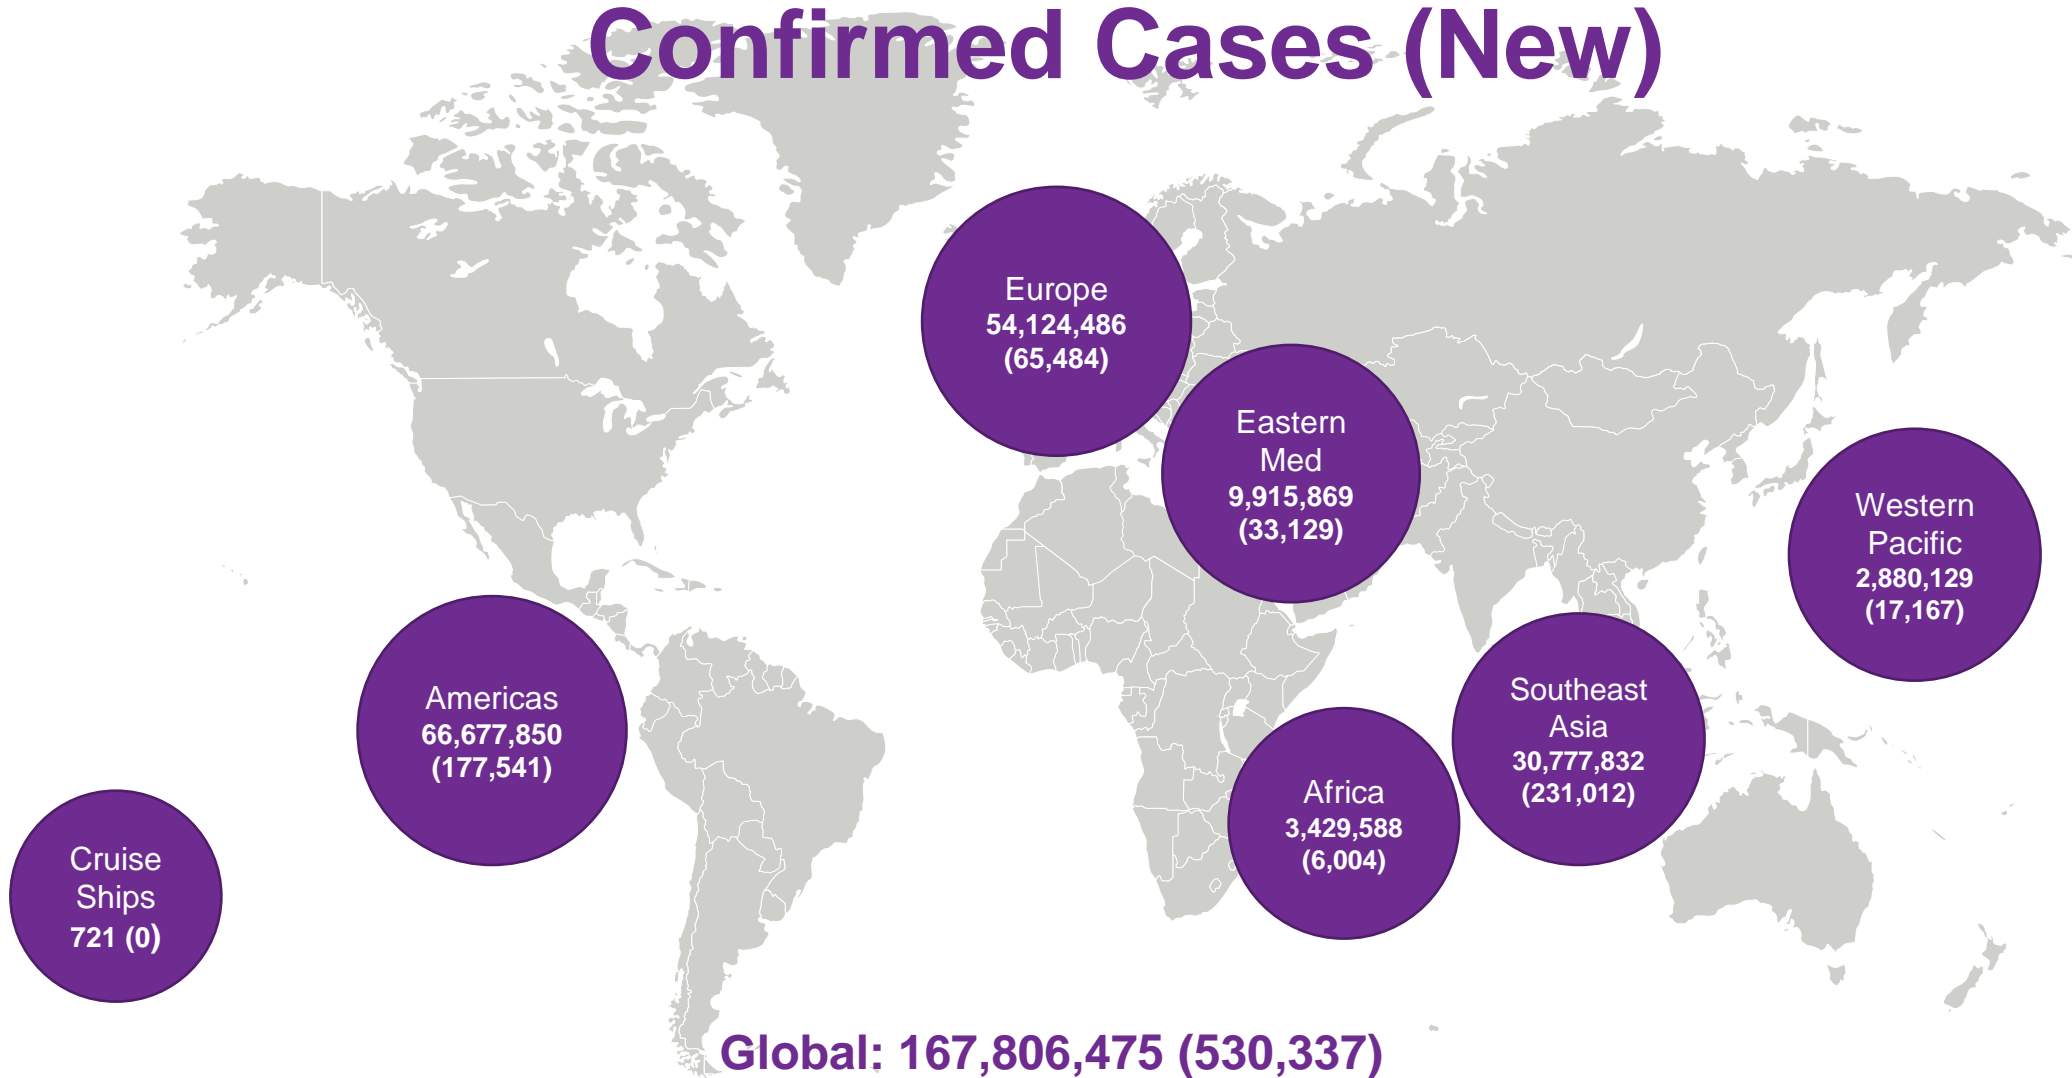 Confirmed Cases (New)
Europe
54,124,486
(65,484)
Eastern
Med
9,915,869
(33,129)
Western
Pacific
2,880,129
(17,167)
Americas
66,677,850
(177,541)
Southeast
Asia
30,777,832
(231,012)
Africa
3,429,588
(6,004)
Cruise
Ships
721 (0)
Global: 167,806,475 (530,337)